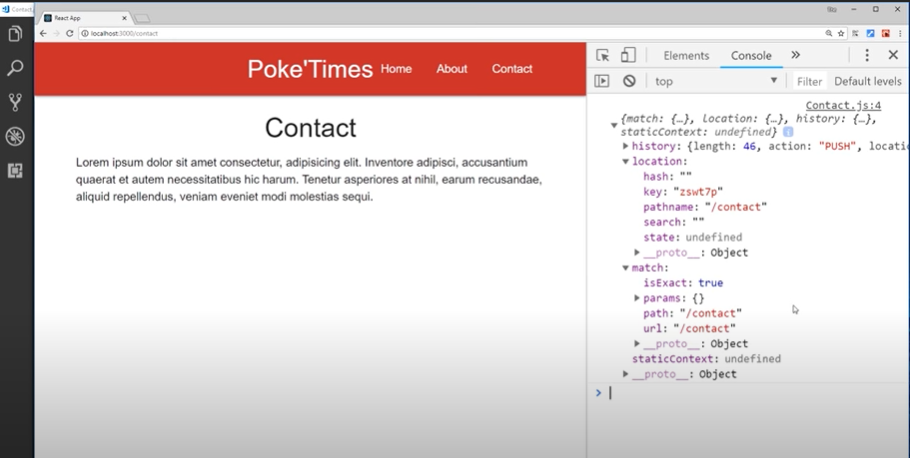 Contact.
React App
localhost:3000/contact
Poke'Times Home About Contact
Contact
Lorem ipsum dolor sit amet consectetur, adipisicing elit. Inventore adipisci, accusantium
quaerat et autem necessitatibus hic harum. Tenetur asperiores at nihil, earum recusandae,
aliquid repellendus, veniam eveniet modi molestias sequi.
Elements Console »
top Filter Default levels
Contact.js:4
{match: {…}, location: {…}, history: {…},
staticContext: undefined}
history: {length: 46, action: "PUSH", locatio
location:
hash: ""
key: "zswt7p"
pathname: "/contact"
search: ""
state: undefined
__proto__: Object
match:
isExact: true
params: {}
path: "/contact"
url: "/contact"
__proto__: Object
staticContext: undefined
__proto__: Object
>